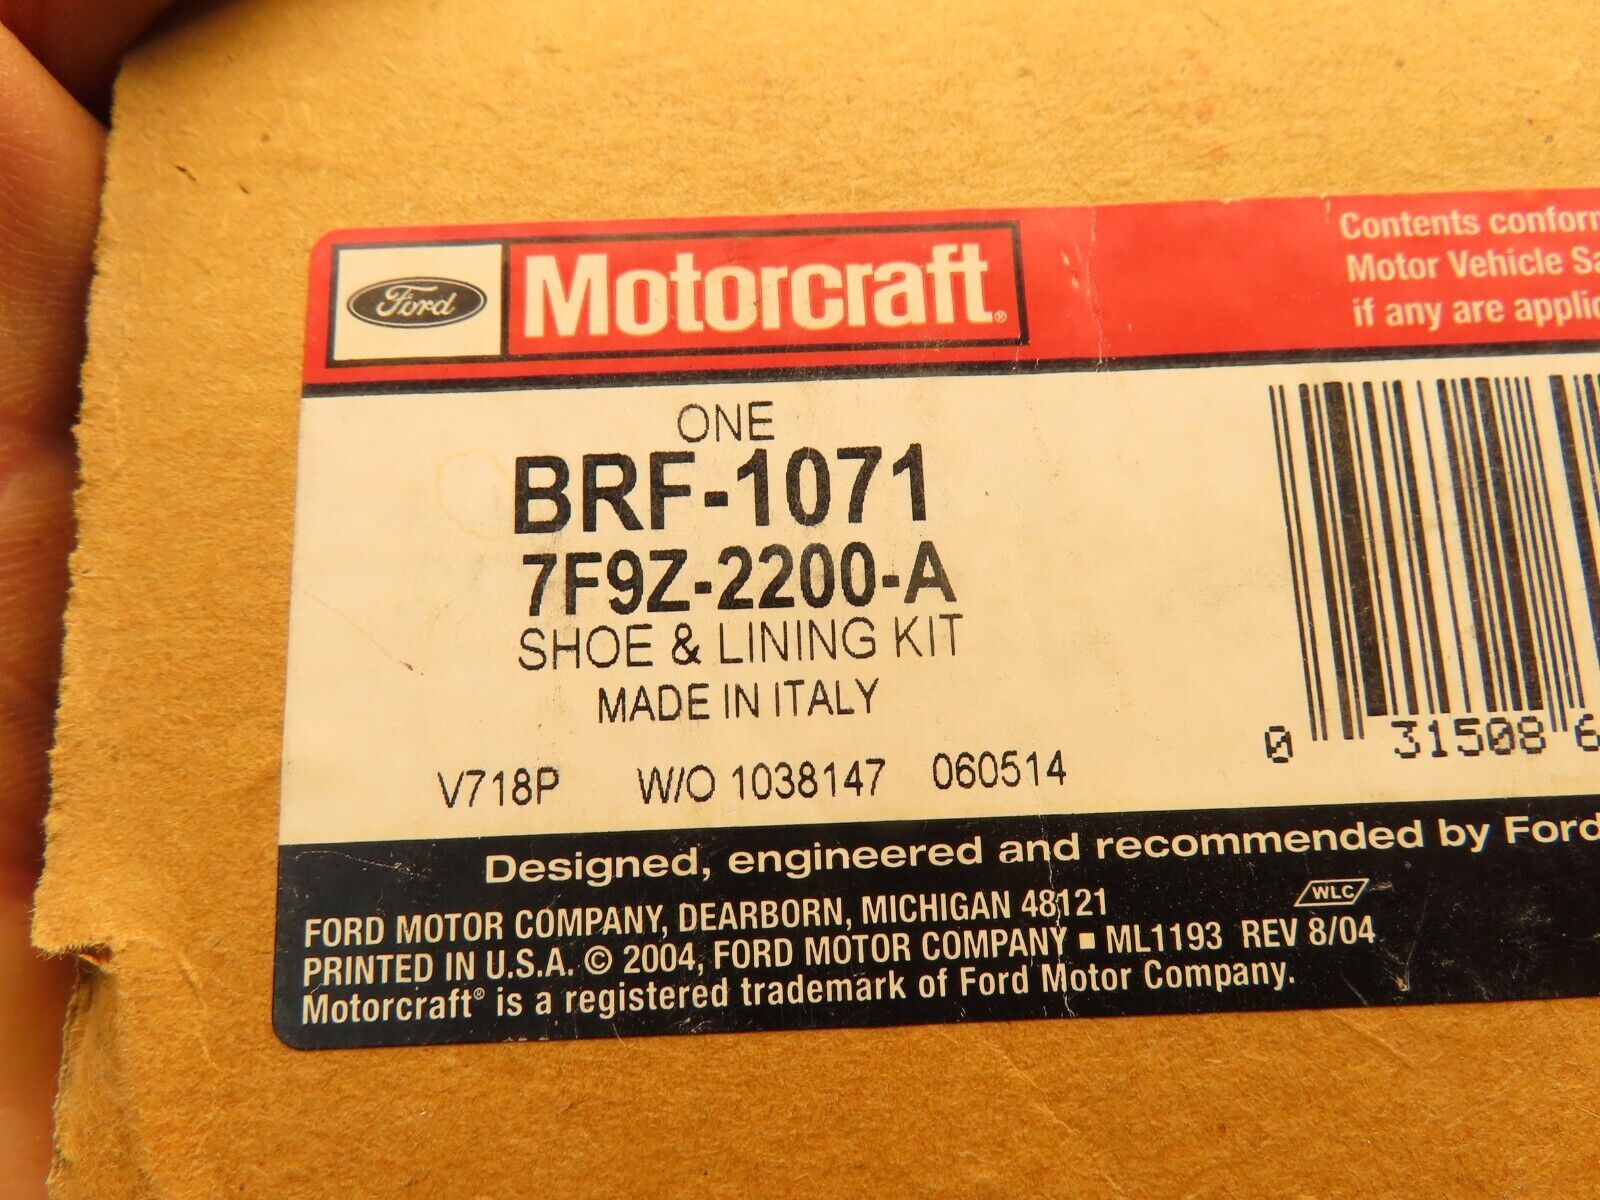 Ford Motorcraft®
Contents conform
Motor Vehicle Sa
if any are applic
ONE
BRF-1071
7F9Z-2200-A
SHOE & LINING KIT
MADE IN ITALY
V718P W/O 1038147 060514
0 31508 6
Designed, engineered and recommended by Ford
FORD MOTOR COMPANY, DEARBORN, MICHIGAN 48121
WLC
PRINTED IN U.S.A. © 2004, FORD MOTOR COMPANY ▪ ML1193 REV 8/04
Motorcraft® is a registered trademark of Ford Motor Company.